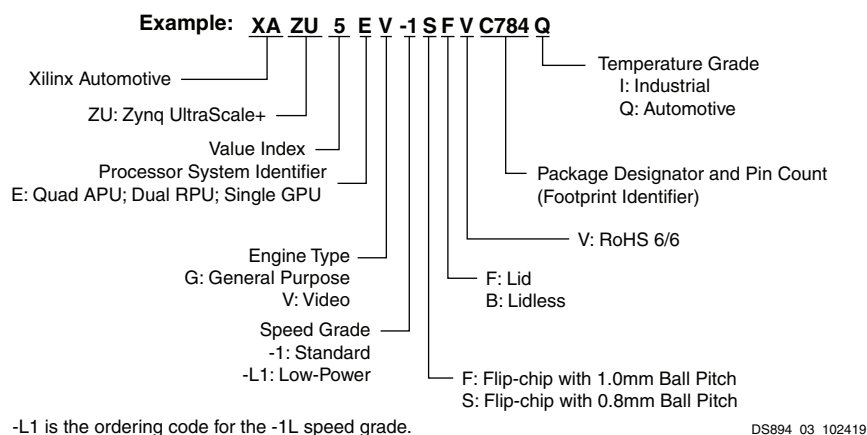 Example: XA ZU 5 E V -1 S F V C784 Q
Xilinx Automotive
ZU: Zynq UltraScale+
Value Index
Processor System Identifier
E: Quad APU; Dual RPU; Single GPU
Engine Type
G: General Purpose
V: Video
Speed Grade
-1: Standard
-L1: Low-Power
Temperature Grade
I: Industrial
Q: Automotive
Package Designator and Pin Count
(Footprint Identifier)
V: RoHS 6/6
F: Lid
B: Lidless
F: Flip-chip with 1.0mm Ball Pitch
S: Flip-chip with 0.8mm Ball Pitch
-L1 is the ordering code for the -1L speed grade.
DS894_03_102419